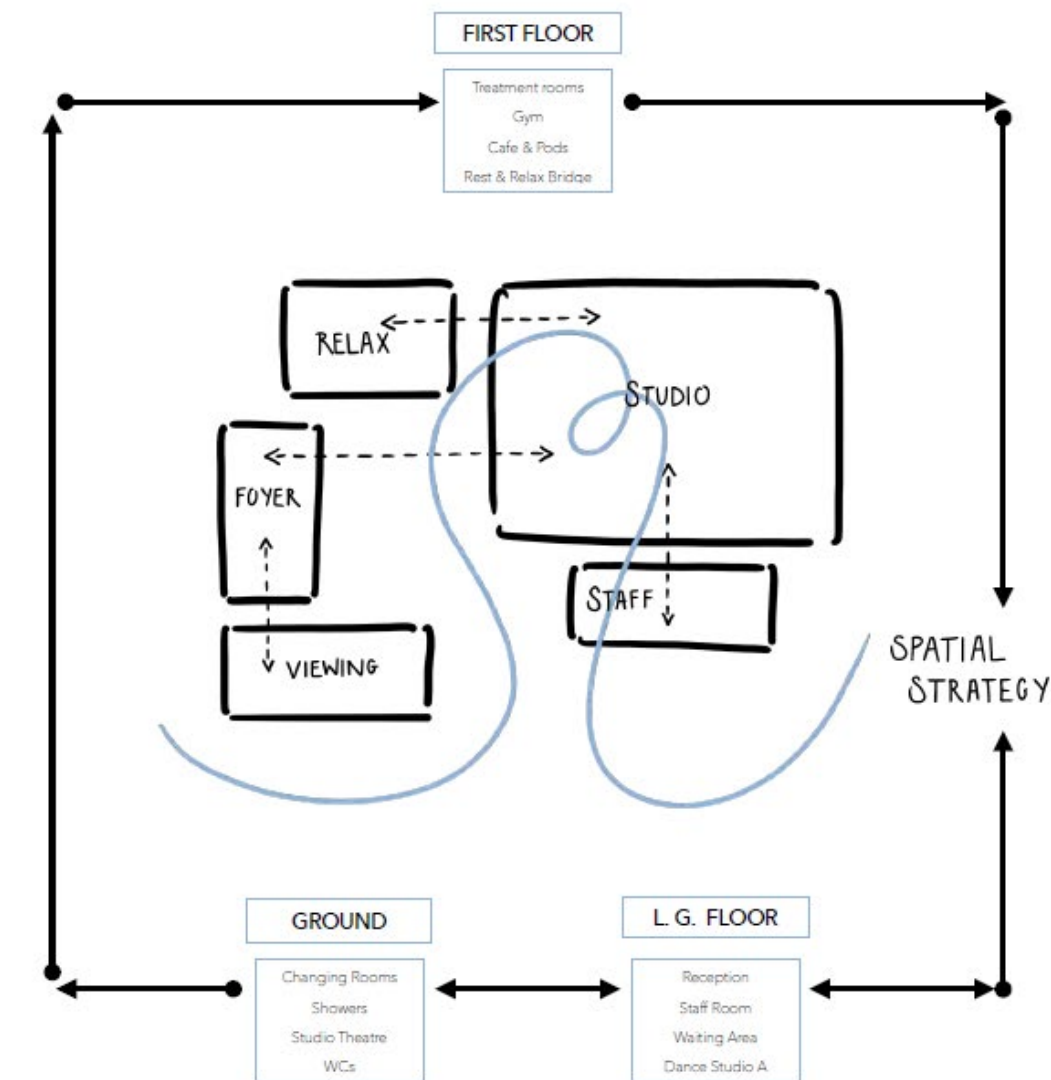 FIRST FLOOR
Treatment rooms
Gym
Cafe & Pods
Rest & Relax Bridge
RELAX
STUDIO
FOYER
STAFF
VIEWING
SPATIAL
STRATEGY
GROUND
Changing Rooms
Showers
Studio Theatre
WCs
L. G. FLOOR
Reception
Staff Room
Waiting Area
Dance Studio A